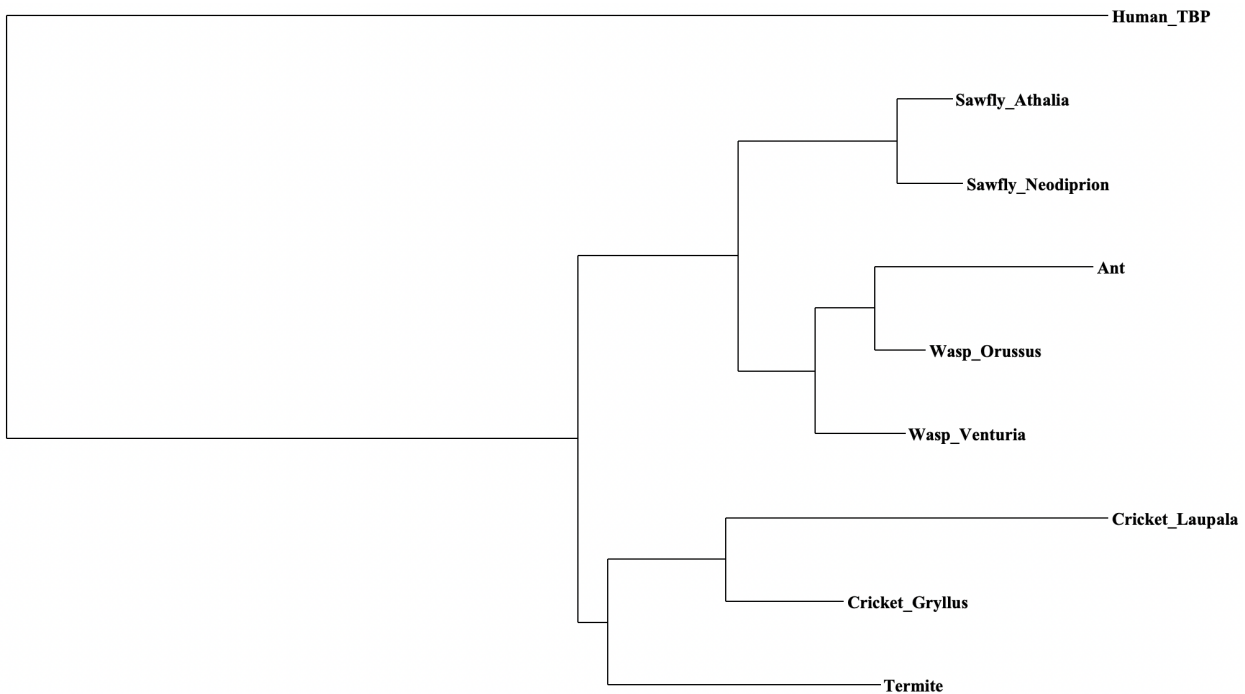 Human_TBP
Sawfly_Athalia
Sawfly_Neodiprion
Ant
Wasp_Orussus
Wasp_Venturia
Cricket_Laupala
Cricket_Gryllus
Termite